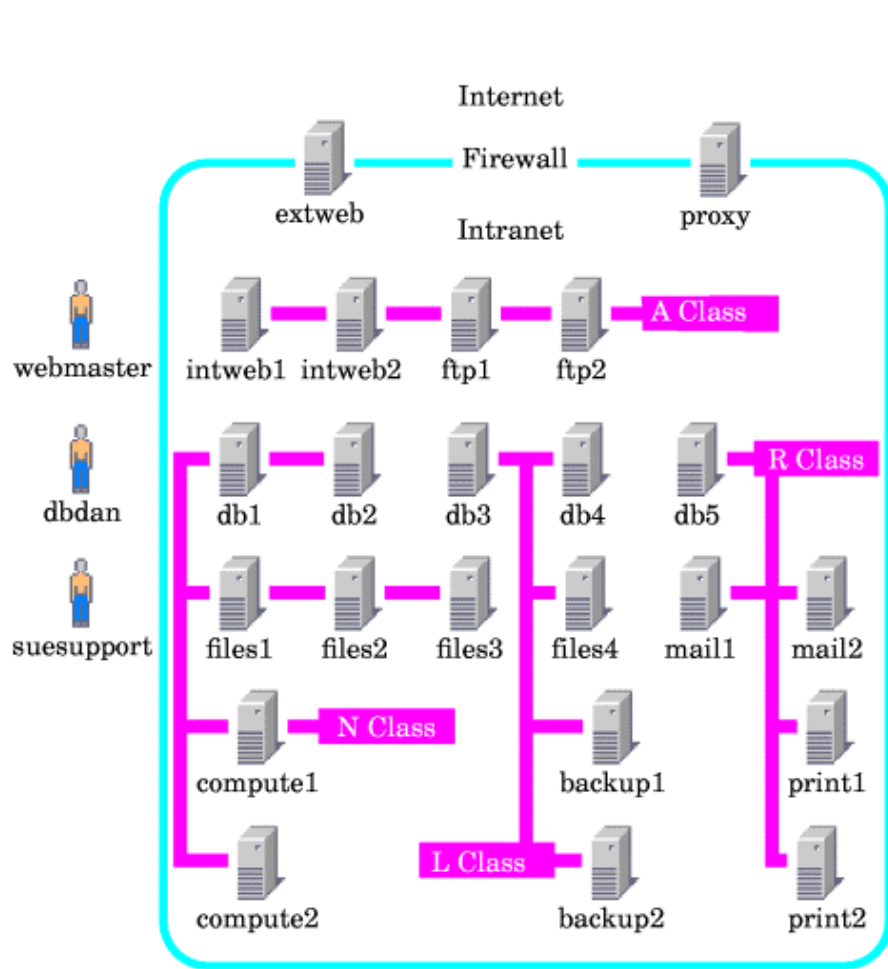 Internet
Firewall
extweb
proxy
Intranet
A Class
webmaster
intweb1
intweb2
ftp1
ftp2
R Class
dbdan
db1
db2
db3
db4
db5
suesupport
files1
files2
files3
files4
mail1
mail2
N Class
compute1
backup1
print1
L Class
compute2
backup2
print2